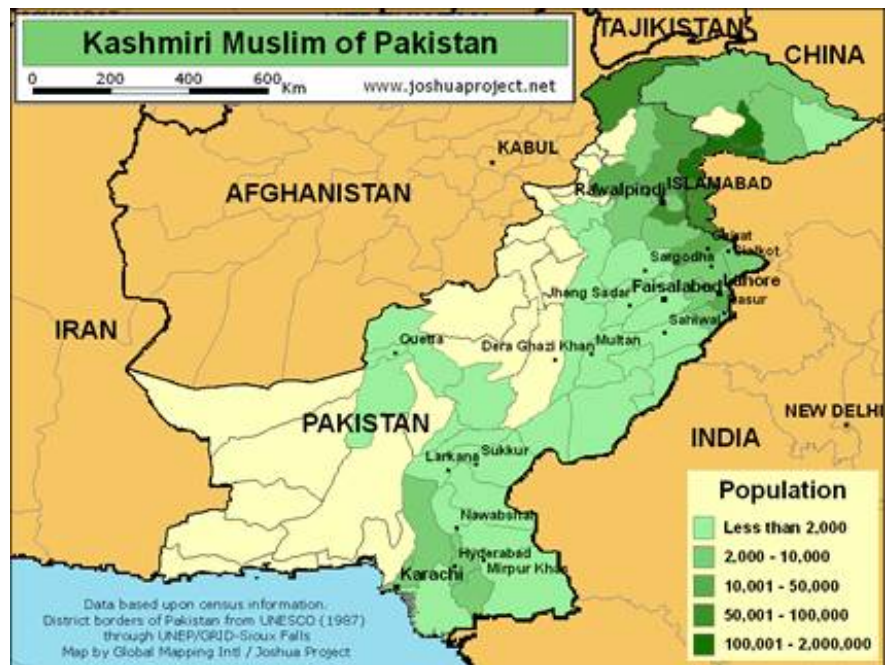 Kashmiri Muslim of Pakistan
0 200 400 600 Km
www.joshuaproject.net
TAJIKISTAN
CHINA
KABUL
AFGHANISTAN
Rawalpindi
ISLAMABAD
Gujrat
Sialkot
Sargodha
Lahore
Faisalabad
Jhang Sadar
Kasur
IRAN
Sahiwal
Quetta
Dera Ghazi Khan
Multan
PAKISTAN
NEW DELHI
INDIA
Larkana
Sukkur
Nawabshah
Hyderabad
Mirpur Khas
Karachi
Population
Less than 2,000
2,000 - 10,000
10,001 - 50,000
50,001 - 100,000
100,001 - 2,000,000
Data based upon census information.
District borders of Pakistan from UNESCO (1987)
through UNEP/GRID-Sioux Falls
Map by Global Mapping Intl / Joshua Project